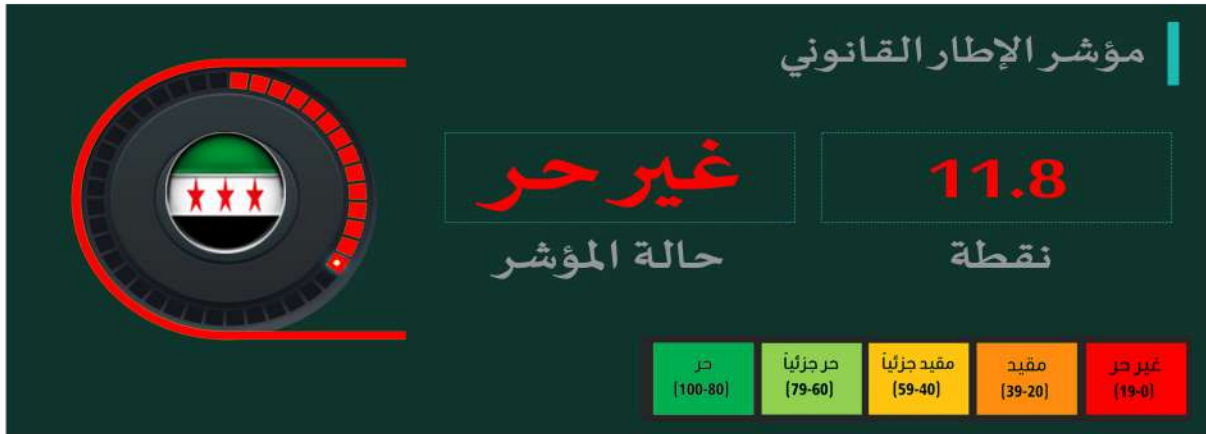 مؤشر الإطار القانوني
11.8
نقطة
غير حر
حالة المؤشر
غير حر
(0-19)
مقيد
(20-39)
مقيد جزئياً
(40-59)
حر جزئياً
(60-79)
حر
(80-100)